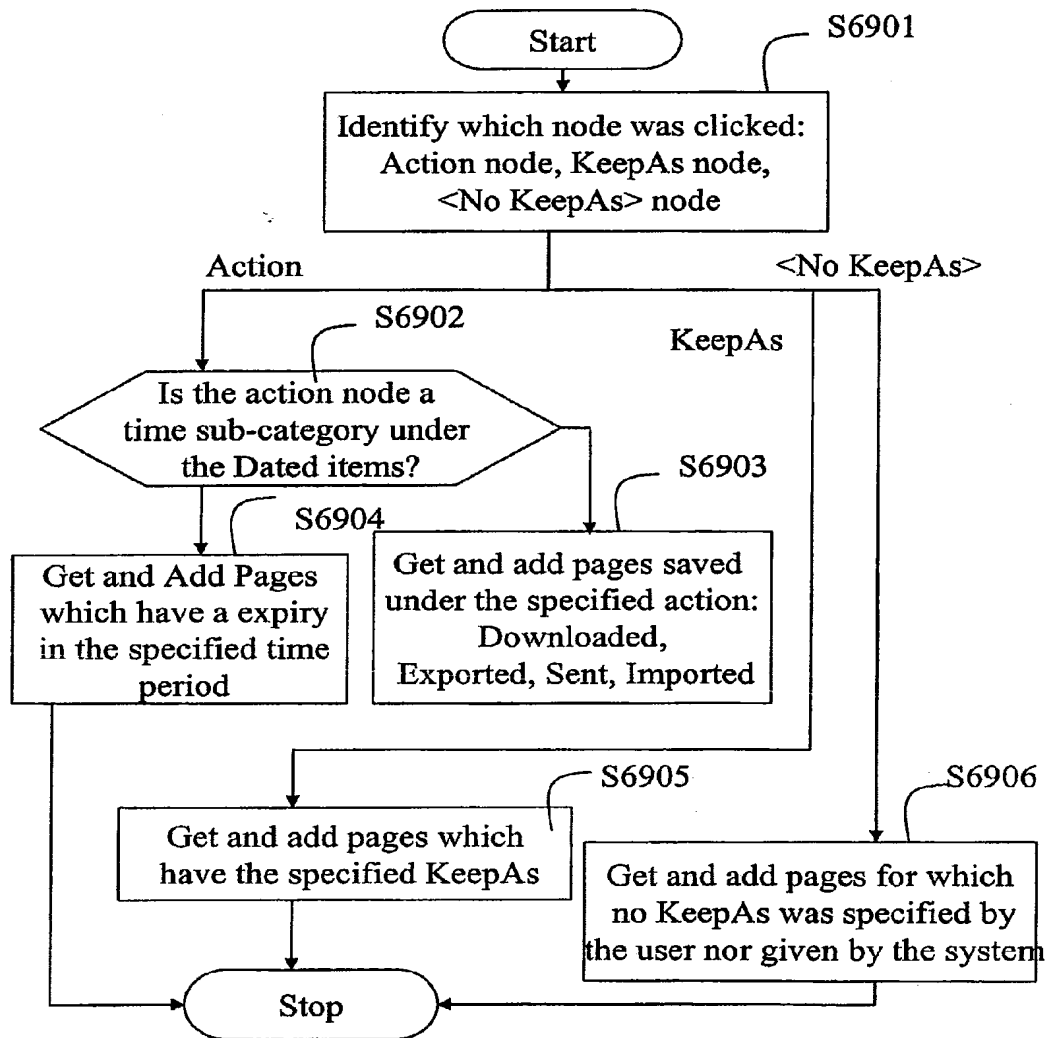 S6901
Start
Identify which node was clicked:
Action node, KeepAs node,
<No KeepAs> node
Action
<No KeepAs>
S6902
KeepAs
Is the action node a
time sub-category under
the Dated items?
S6903
S6904
Get and Add Pages
which have a expiry
in the specified time
period
Get and add pages saved
under the specified action:
Downloaded,
Exported, Sent, Imported
S6905
S6906
Get and add pages which
have the specified KeepAs
Get and add pages for which
no KeepAs was specified by
the user nor given by the system
Stop